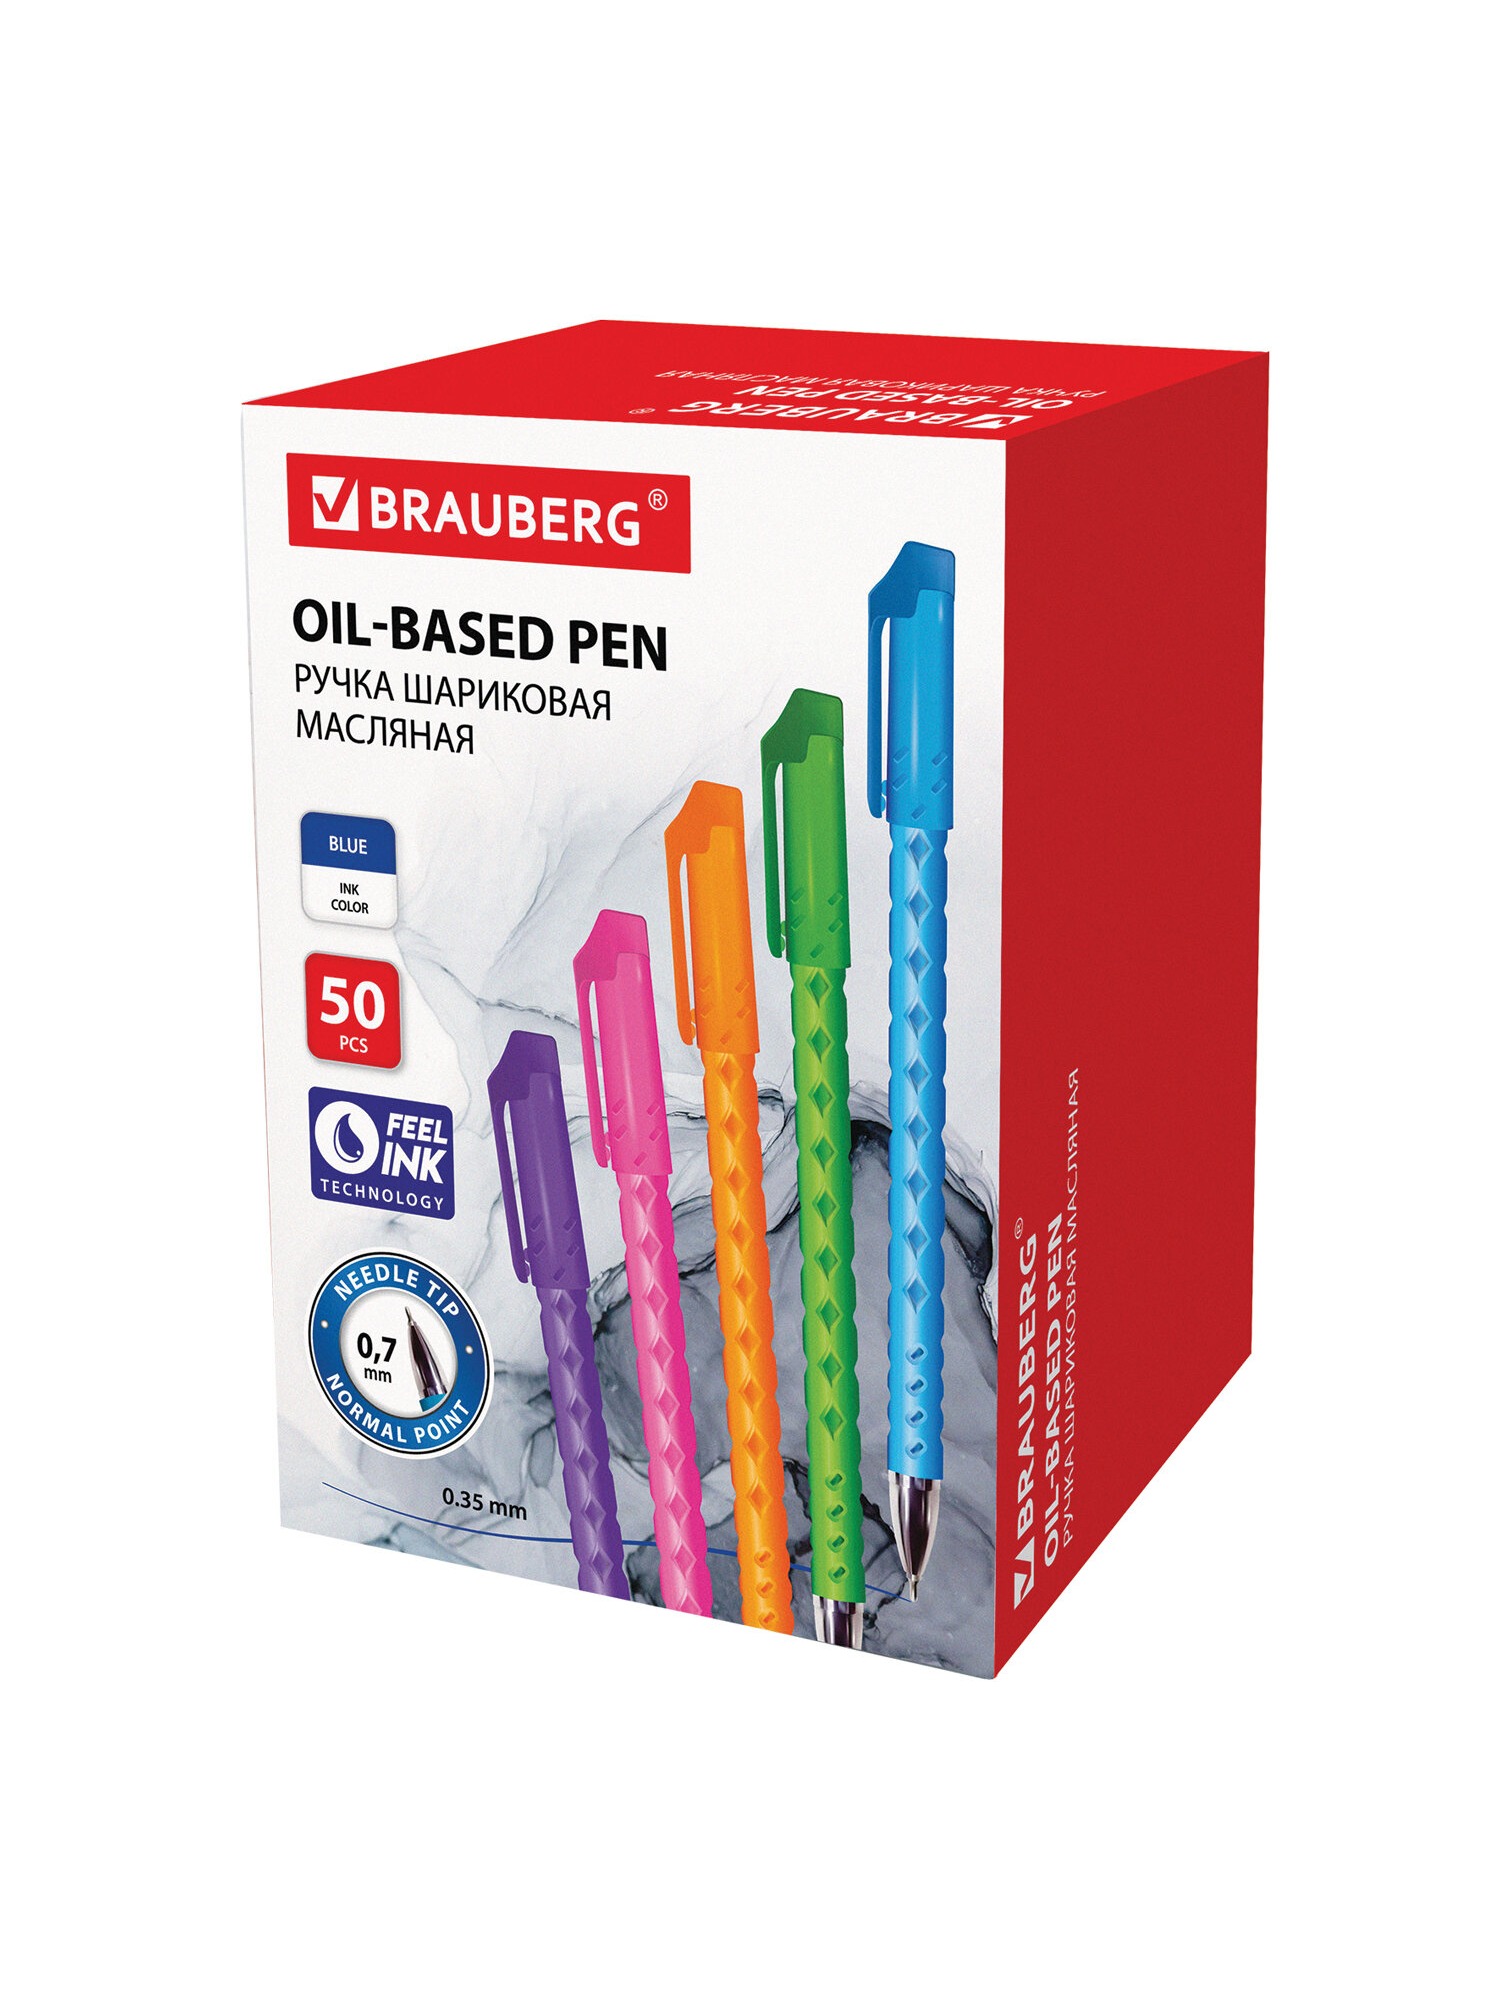 РУЧКА ШАРИКОВАЯ МАСЛЯНАЯ
OIL-BASED PEN
BRAUBERG®
BRAUBERG®
OIL-BASED PEN
РУЧКА ШАРИКОВАЯ
МАСЛЯНАЯ
BLUE
INK
COLOR
50
PCS
FEEL
INK
TECHNOLOGY
NEEDLE TIP
0,7
mm
NORMAL POINT
0.35 mm
BRAUBERG®
OIL-BASED PEN
РУЧКА ШАРИКОВАЯ МАСЛЯНАЯ